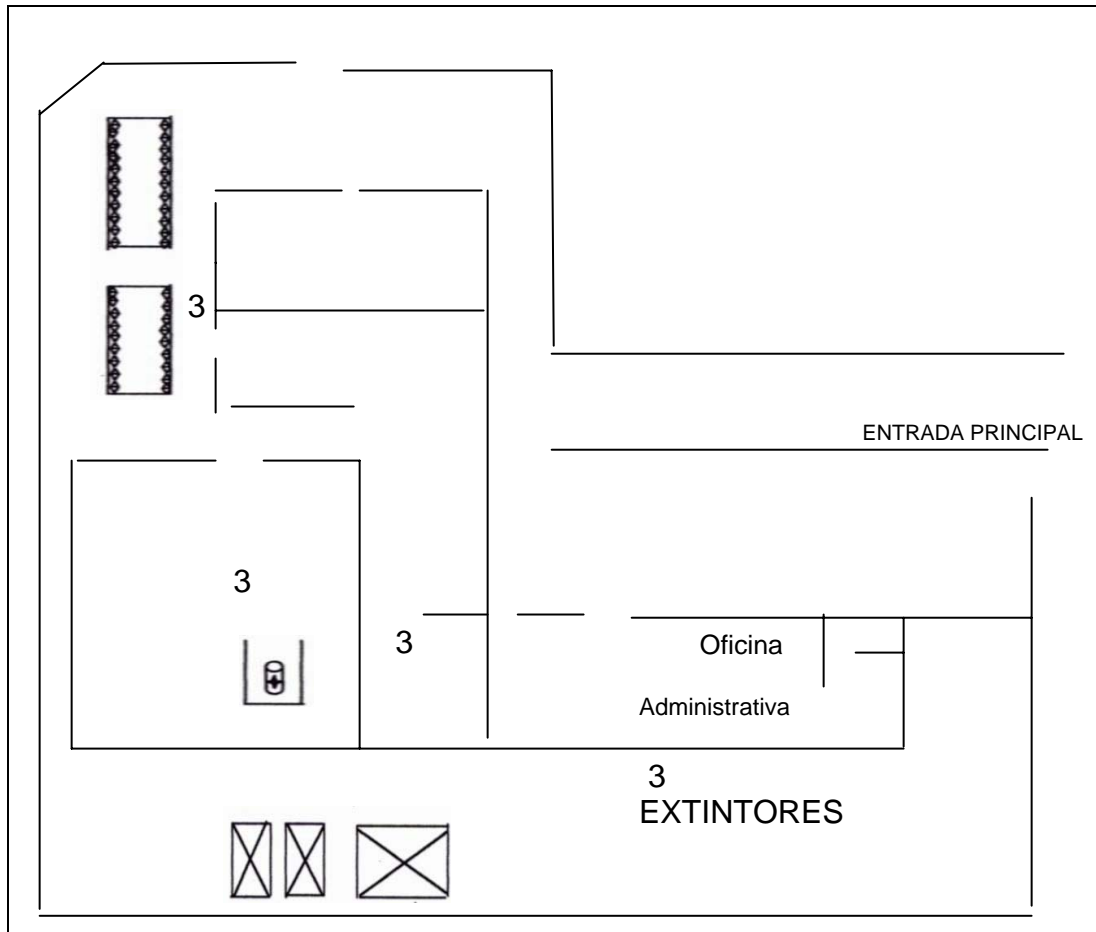 3
ENTRADA PRINCIPAL
3
3
Oficina
Administrativa
3
EXTINTORES